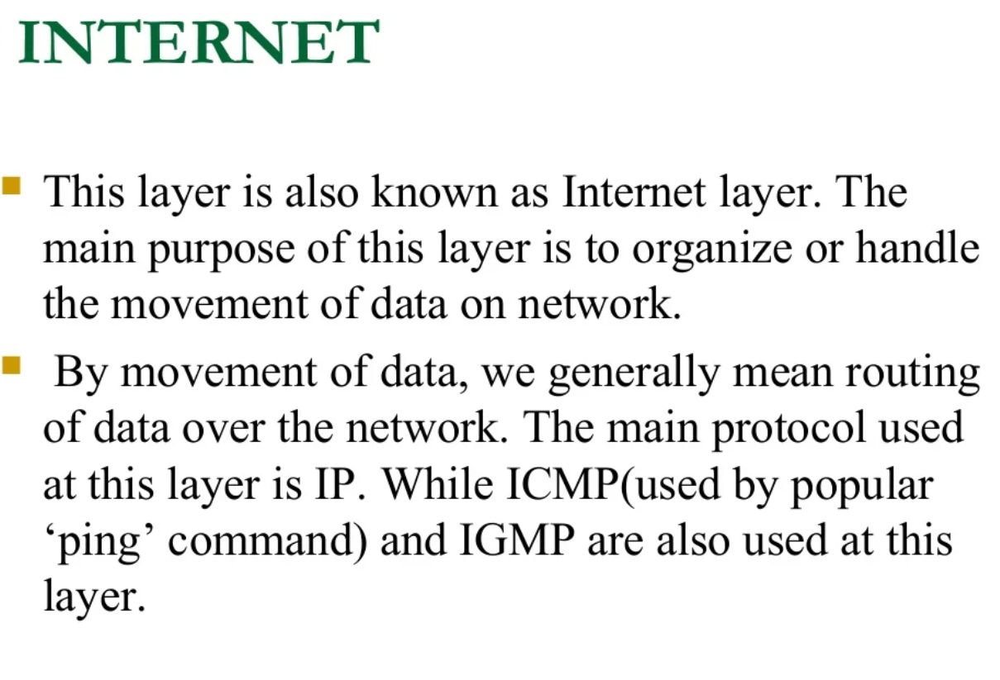 INTERNET
This layer is also known as Internet layer. The
main purpose of this layer is to organize or handle
the movement of data on network.
By movement of data, we generally mean routing
of data over the network. The main protocol used
at this layer is IP. While ICMP(used by popular
‘ping’ command) and IGMP are also used at this
layer.